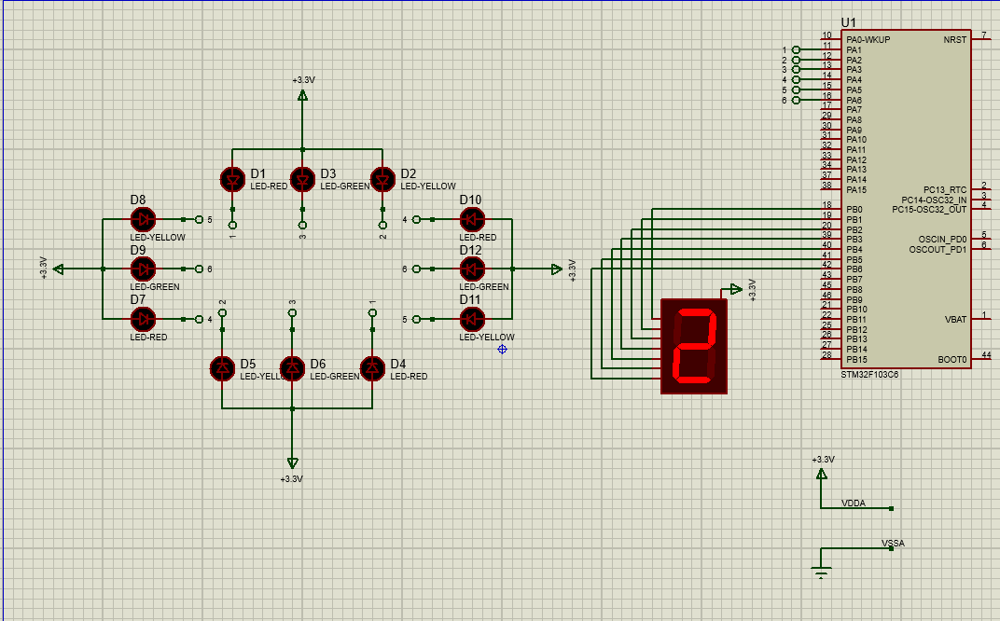 +3.3V
D1
LED-RED
D3
LED-GREEN
D2
LED-YELLOW
1
3
2
D8
LED-YELLOW
5
D9
LED-GREEN
6
D7
LED-RED
4
+3.3V
D10
LED-RED
4
D12
LED-GREEN
6
D11
LED-YELLOW
5
+3.3V
2
3
1
D5
LED-YELL
D6
LED-GREEN
D4
LED-RED
+3.3V
+3.3V
2
U1
1
2
3
4
5
6
10 PA0-WKUP
11 PA1
12 PA2
13 PA3
14 PA4
15 PA5
16 PA6
17 PA7
29 PA8
30 PA9
31 PA10
32 PA11
33 PA12
34 PA13
37 PA14
38 PA15
18 PB0
19 PB1
20 PB2
39 PB3
40 PB4
41 PB5
42 PB6
43 PB7
45 PB8
46 PB9
21 PB10
22 PB11
25 PB12
26 PB13
27 PB14
28 PB15
NRST 7
PC13_RTC 2
PC14-OSC32_IN 3
PC15-OSC32_OUT 4
OSCIN_PD0 5
OSCOUT_PD1 6
VBAT 1
BOOT0 44
STM32F103C6
+3.3V
VDDA
VSSA